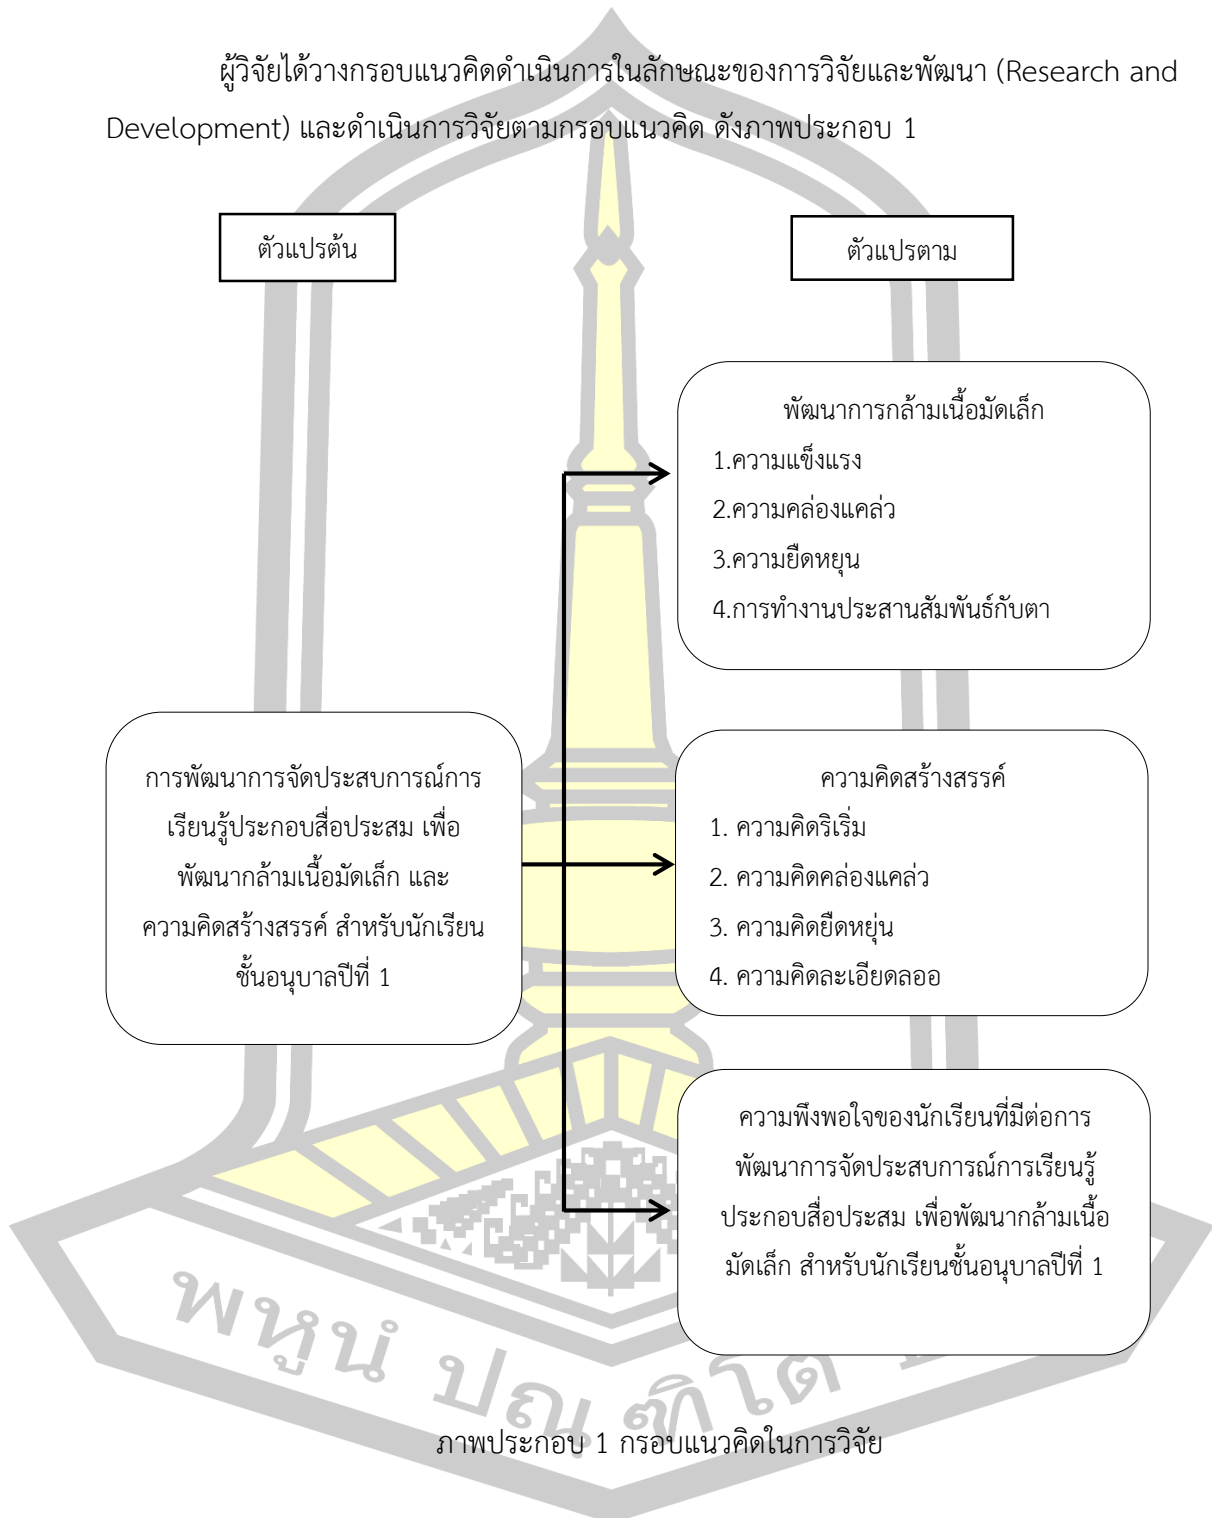 ผู้วิจัยได้วางกรอบแนวคิดดำเนินการในลักษณะของการวิจัยและพัฒนา (Research and
Development) และดำเนินการวิจัยตามกรอบแนวคิด ดังภาพประกอบ 1
ตัวแปรต้น
ตัวแปรตาม
พัฒนาการกล้ามเนื้อมัดเล็ก
1.ความแข็งแรง
2.ความคล่องแคล่ว
3.ความยืดหยุน
4.การทำงานประสานสัมพันธ์กับตา
การพัฒนาการจัดประสบการณ์การ
เรียนรู้ประกอบสื่อประสม เพื่อ
พัฒนากล้ามเนื้อมัดเล็ก และ
ความคิดสร้างสรรค์ สำหรับนักเรียน
ชั้นอนุบาลปีที่ 1
ความคิดสร้างสรรค์
1. ความคิดริเริ่ม
2. ความคิดคล่องแคล่ว
3. ความคิดยืดหยุ่น
4. ความคิดละเอียดลออ
ความพึงพอใจของนักเรียนที่มีต่อการ
พัฒนาการจัดประสบการณ์การเรียนรู้
ประกอบสื่อประสม เพื่อพัฒนากล้ามเนื้อ
มัดเล็ก สำหรับนักเรียนชั้นอนุบาลปีที่ 1
พหูนํ ปณฺฑิโต
ภาพประกอบ 1 กรอบแนวคิดในการวิจัย